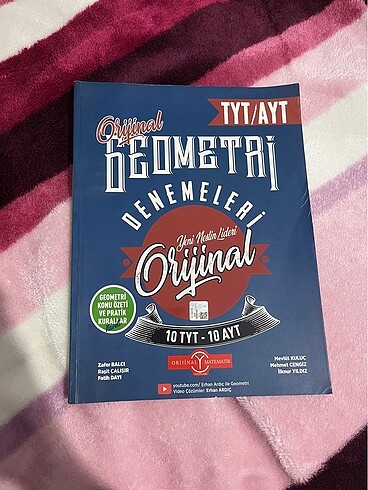 TYT/AYT
Orijinal
GEOMETRİ
DENEMELERİ
Yeni Neslin Lideri
Orijinal
GEOMETRİ
KONU ÖZETİ
VE PRATİK
KURALLAR
10 TYT - 10 AYT
ORİJİNAL MATEMATİK
Zafer BALCI
Raşit ÇALIŞIR
Fatih DAYI
Mevlüt KULUÇ
Mehmet CENGİZ
İlknur YILDIZ
youtube.com/ Erhan Ardıç ile Geometri
Video Çözümler: Erhan ARDIÇ